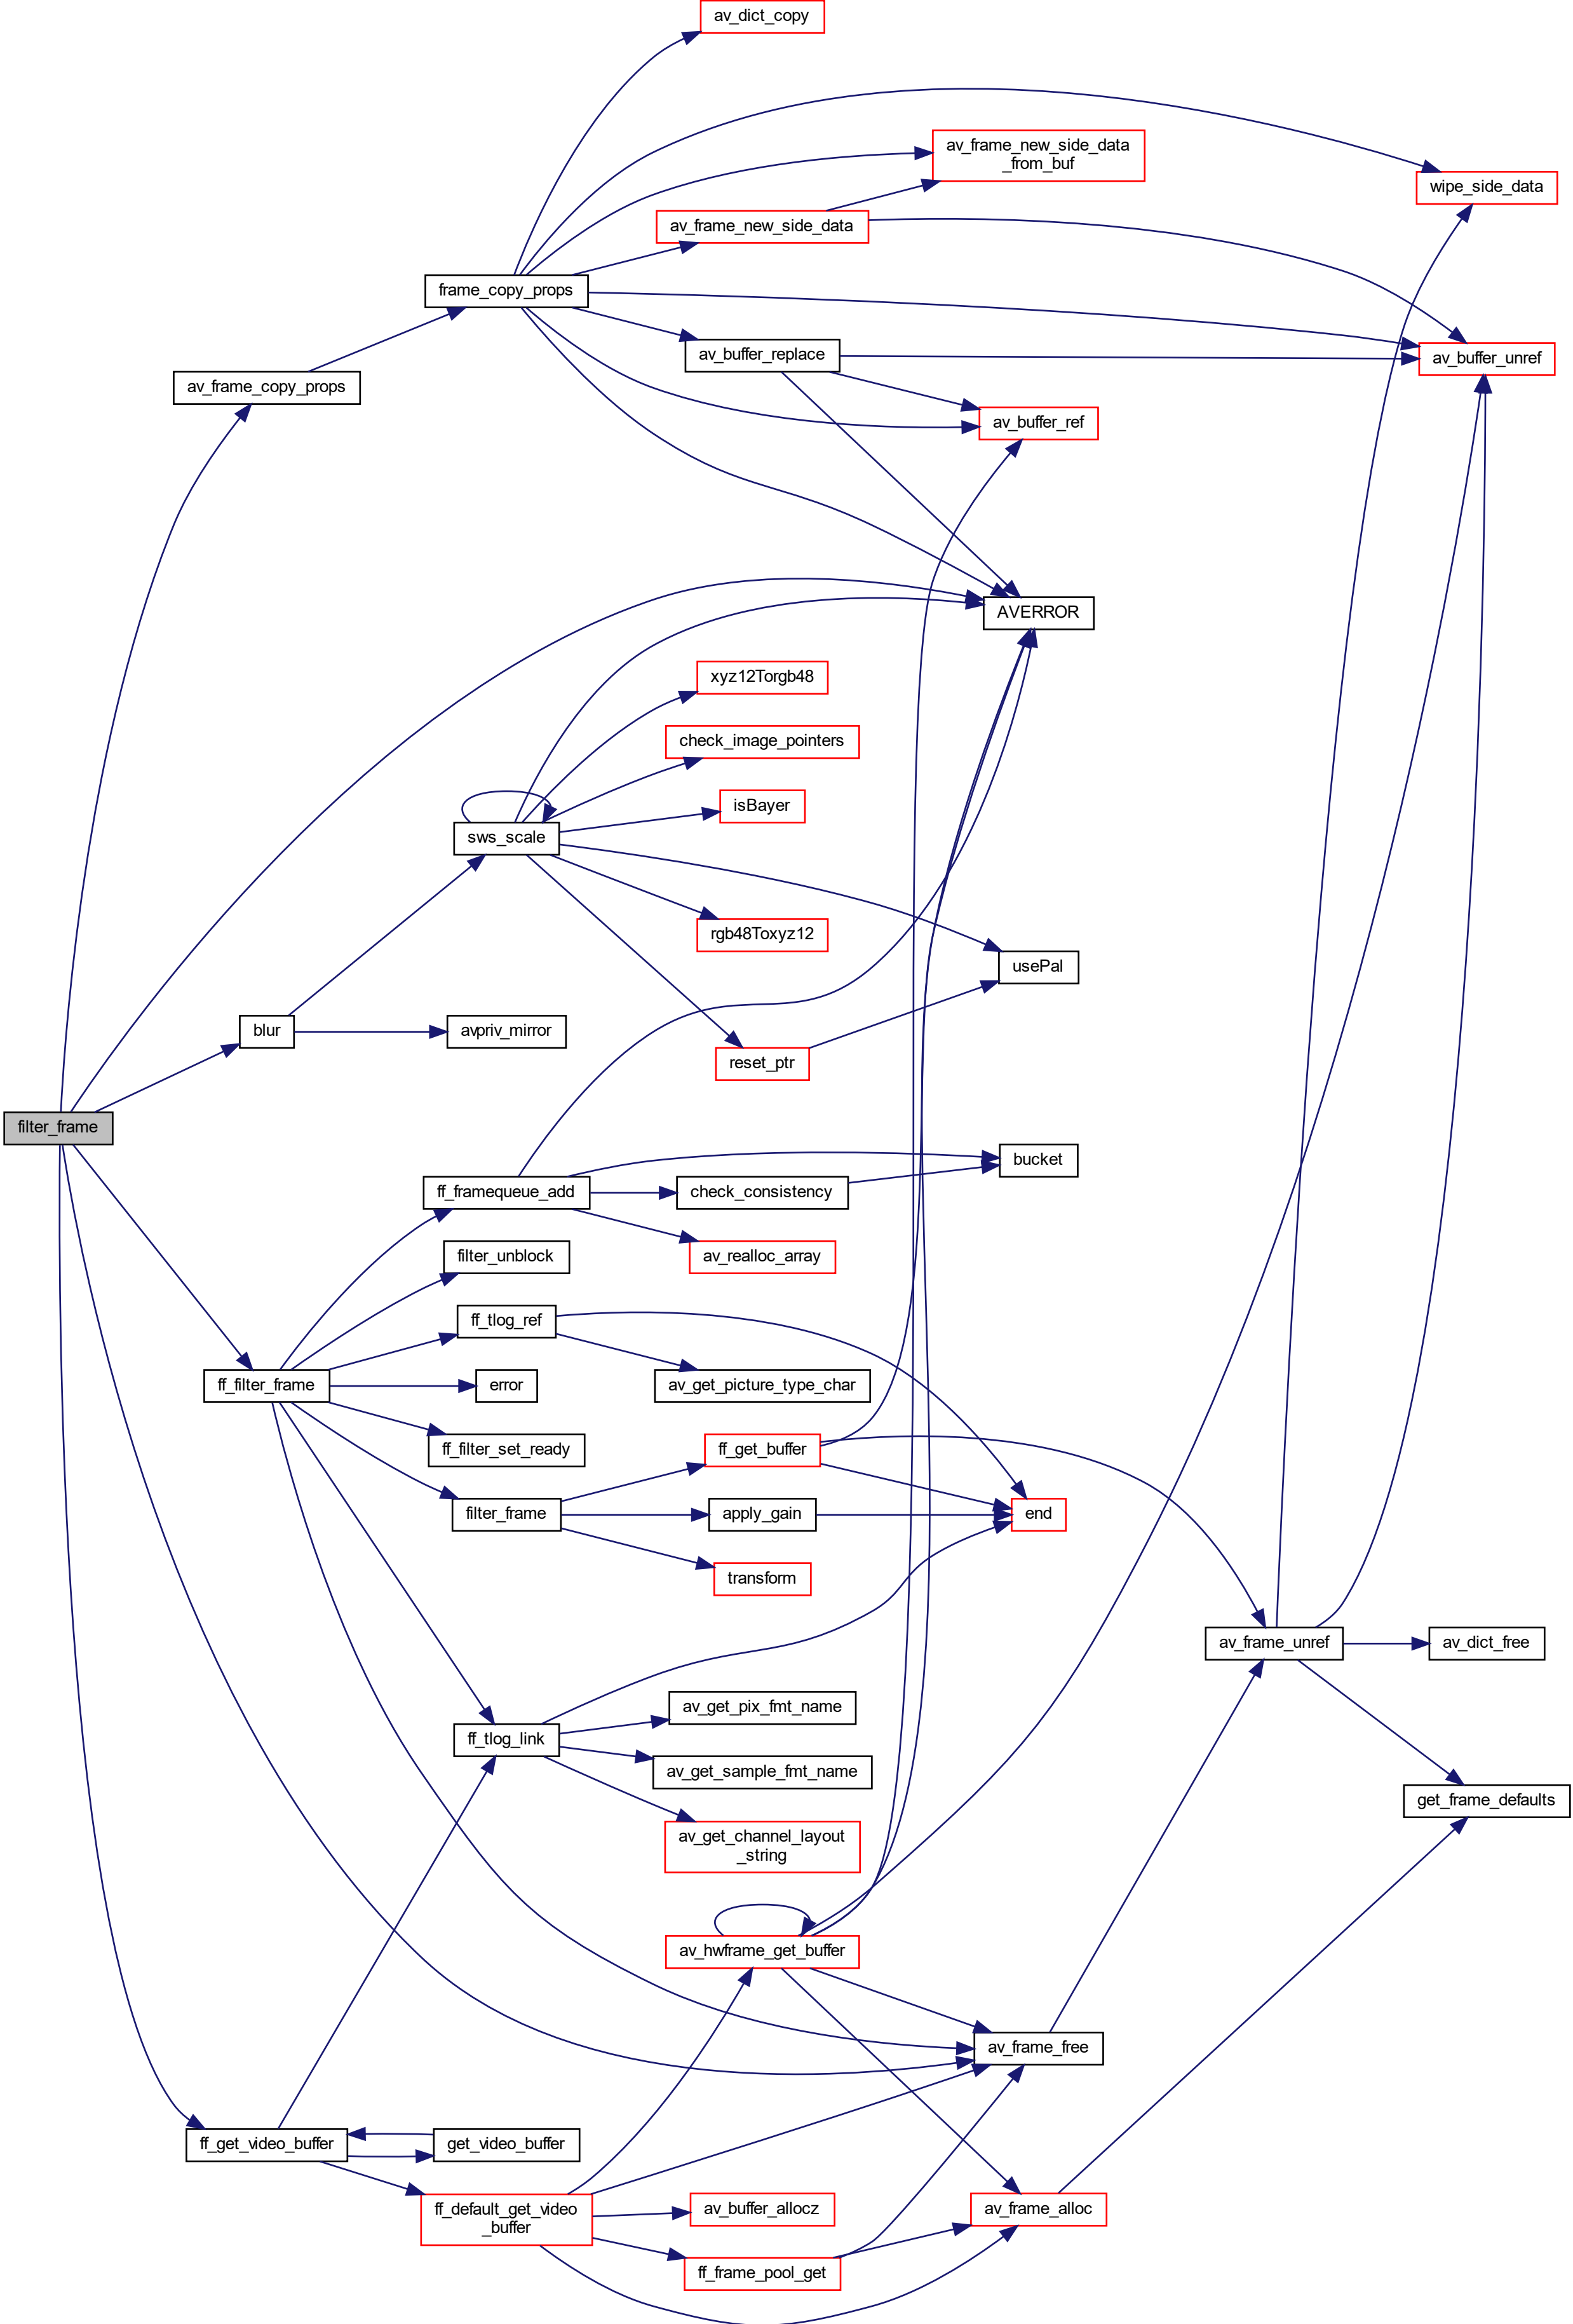 av_dict_copy
av_frame_new_side_data
_from_buf
wipe_side_data
av_frame_new_side_data
frame_copy_props
av_buffer_replace
av_buffer_unref
av_frame_copy_props
av_buffer_ref
AVERROR
xyz12Torgb48
check_image_pointers
isBayer
sws_scale
rgb48Toxyz12
usePal
blur
avpriv_mirror
reset_ptr
filter_frame
bucket
ff_framequeue_add
check_consistency
filter_unblock
av_realloc_array
ff_tlog_ref
ff_filter_frame
error
av_get_picture_type_char
ff_filter_set_ready
ff_get_buffer
filter_frame
apply_gain
end
transform
av_frame_unref
av_dict_free
av_get_pix_fmt_name
ff_tlog_link
av_get_sample_fmt_name
get_frame_defaults
av_get_channel_layout
_string
av_hwframe_get_buffer
av_frame_free
ff_get_video_buffer
get_video_buffer
ff_default_get_video
_buffer
av_buffer_allocz
av_frame_alloc
ff_frame_pool_get